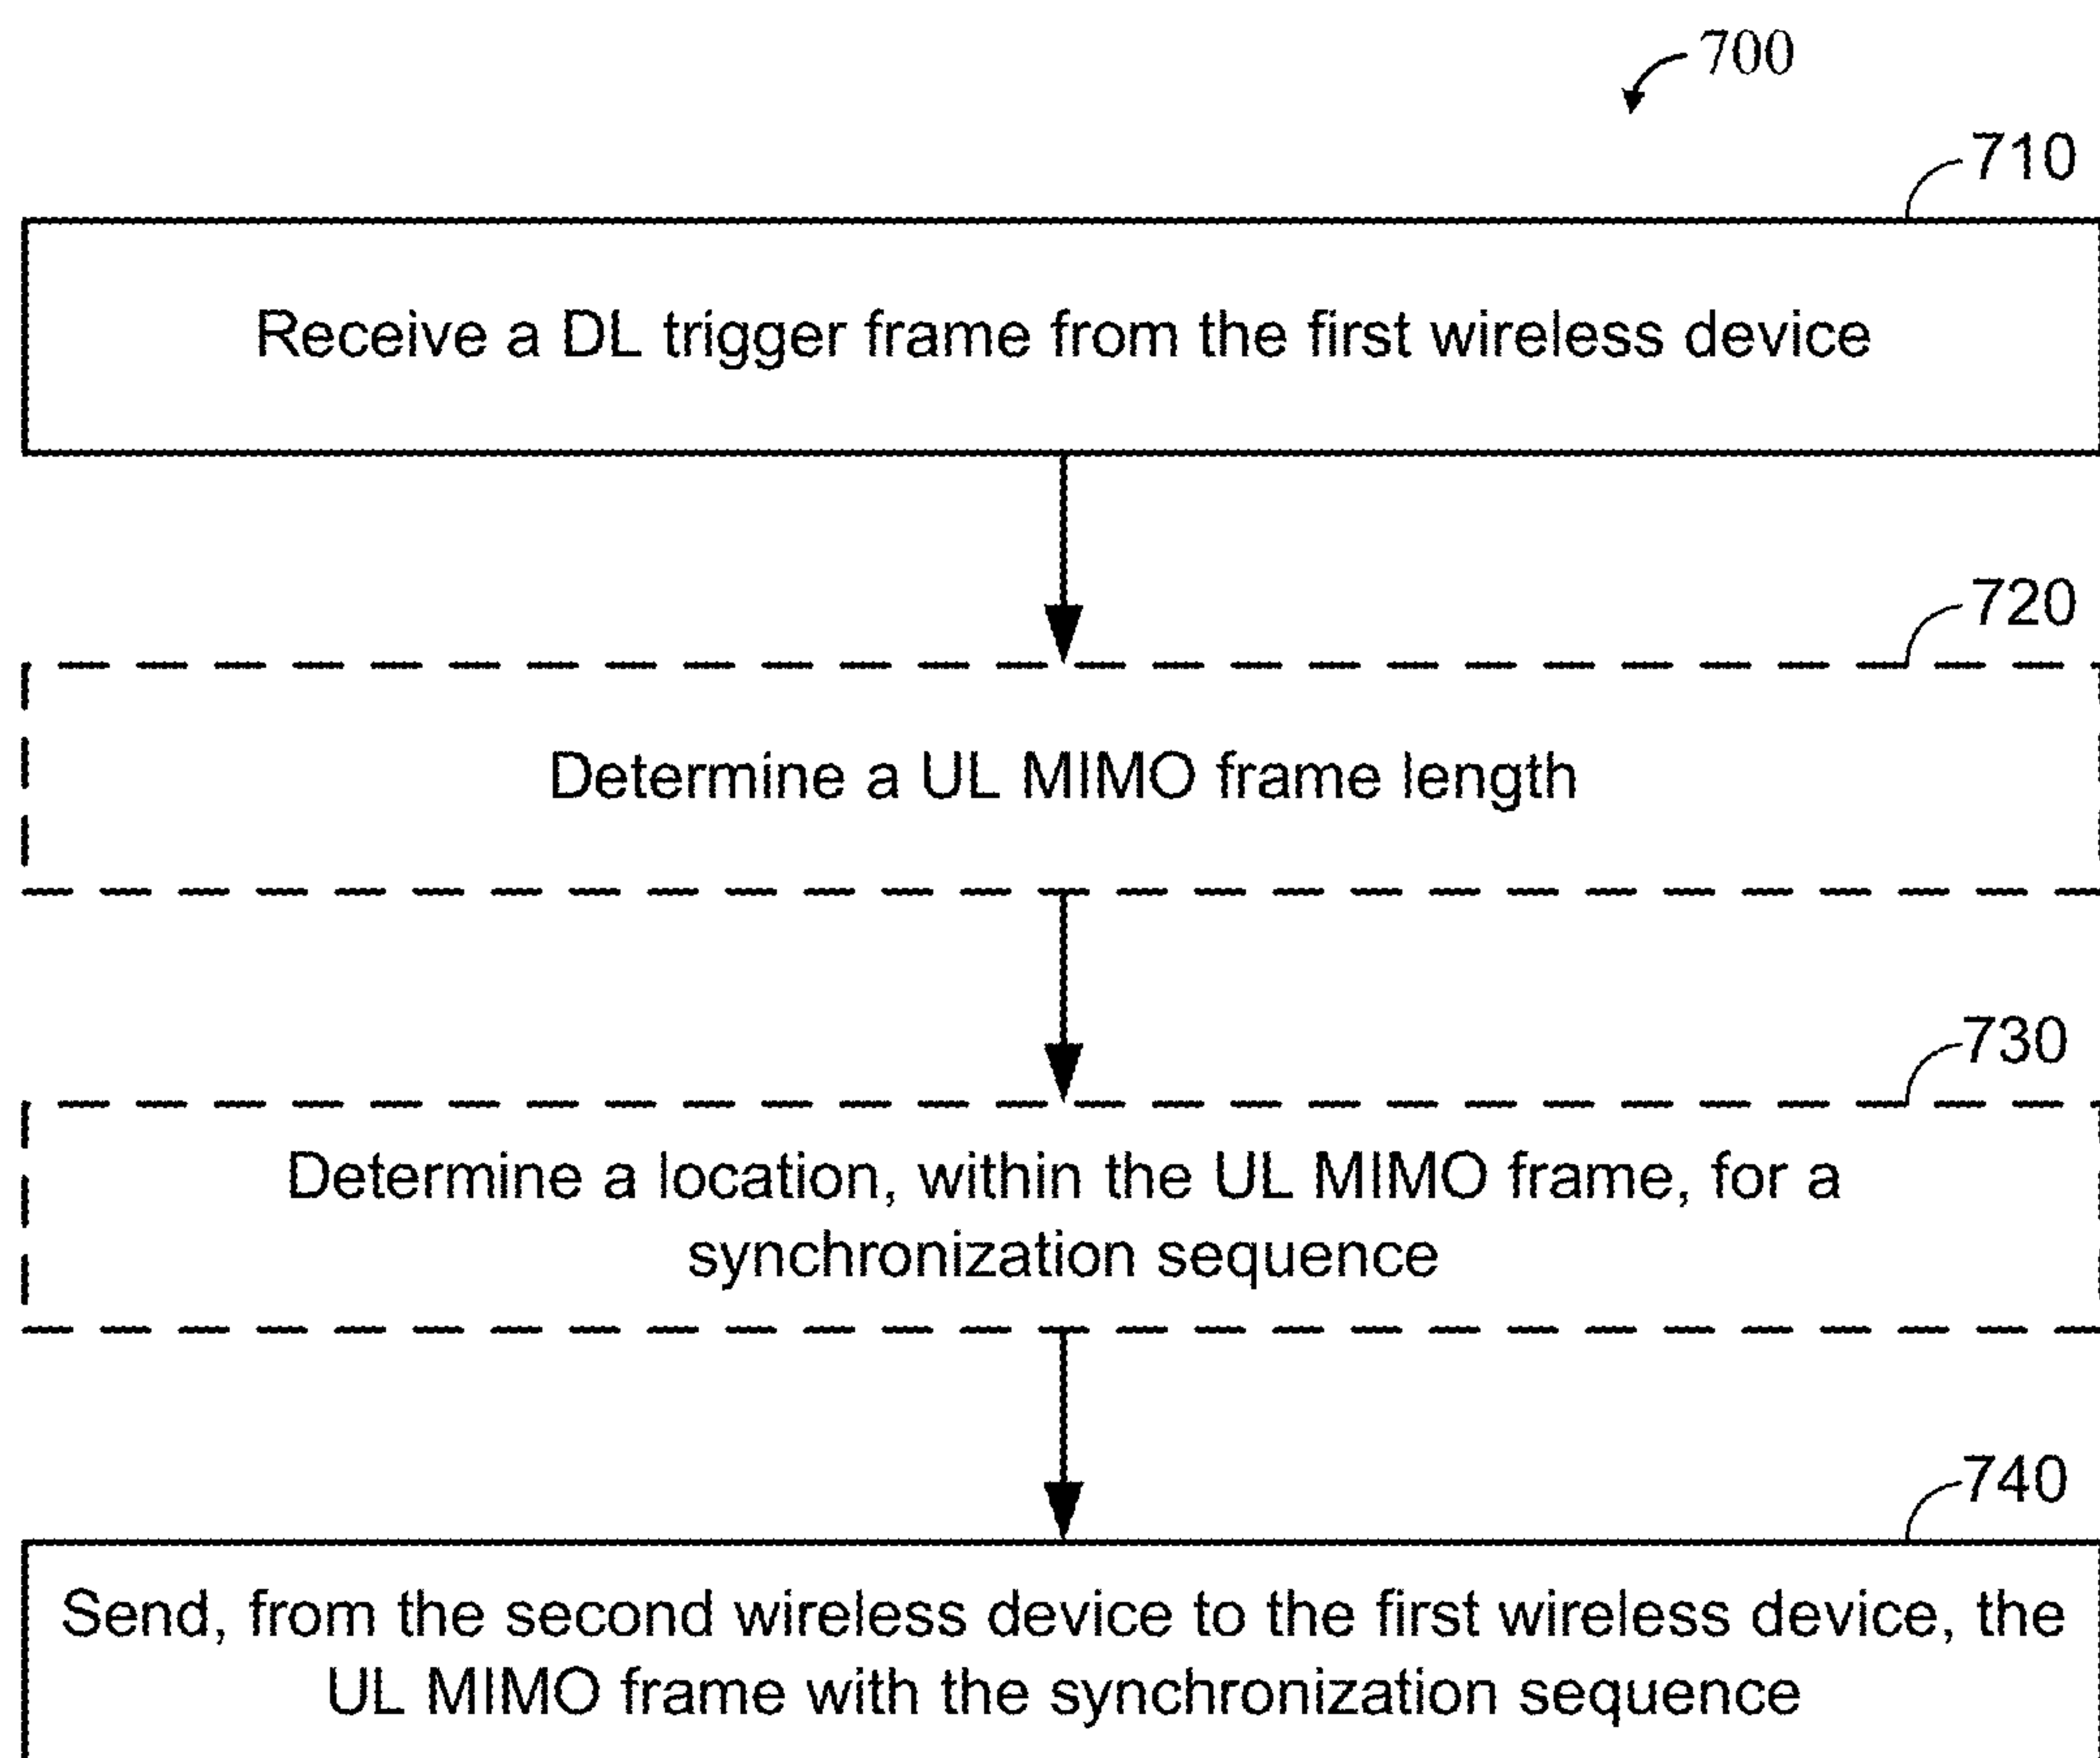 700
710
Receive a DL trigger frame from the first wireless device
720
Determine a UL MIMO frame length
730
Determine a location, within the UL MIMO frame, for a
synchronization sequence
740
Send, from the second wireless device to the first wireless device, the
UL MIMO frame with the synchronization sequence